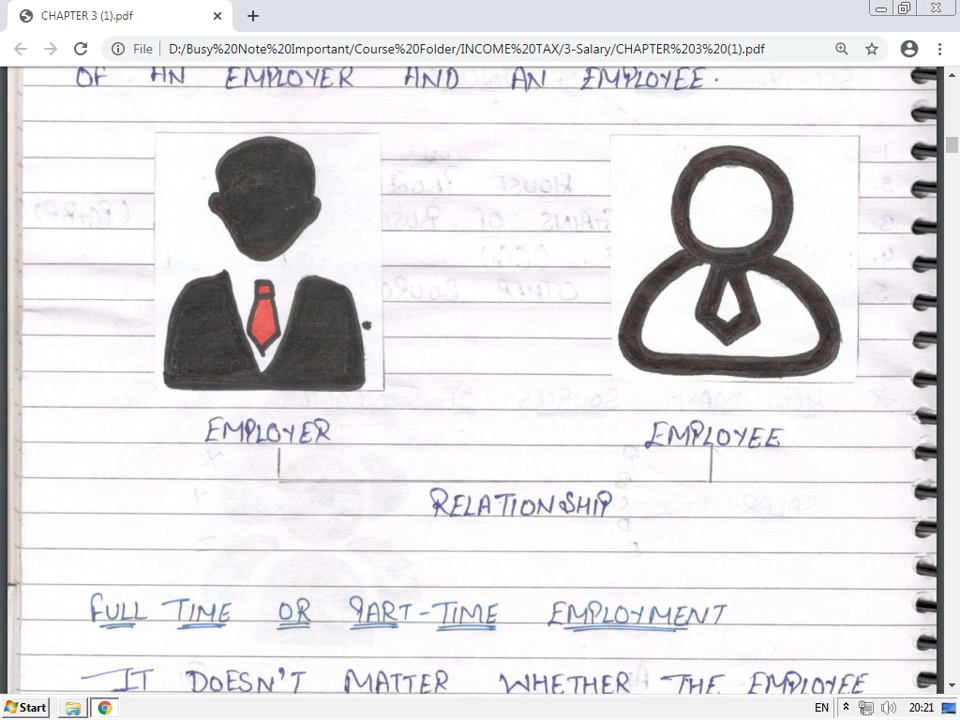 CHAPTER 3 (1).pdf
File
D:/Busy%20Note%20Important/Course%20Folder/INCOME%20TAX/3-Salary/CHAPTER%203%20(1).pdf
OF AN EMPLOYER AND AN EMPLOYEE.
EMPLOYER
EMPLOYEE
RELATIONSHIP
FULL TIME OR PART-TIME EMPLOYMENT
IT DOESN'T MATTER WHETHER THE EMPLOYEE
Start
EN
20:21